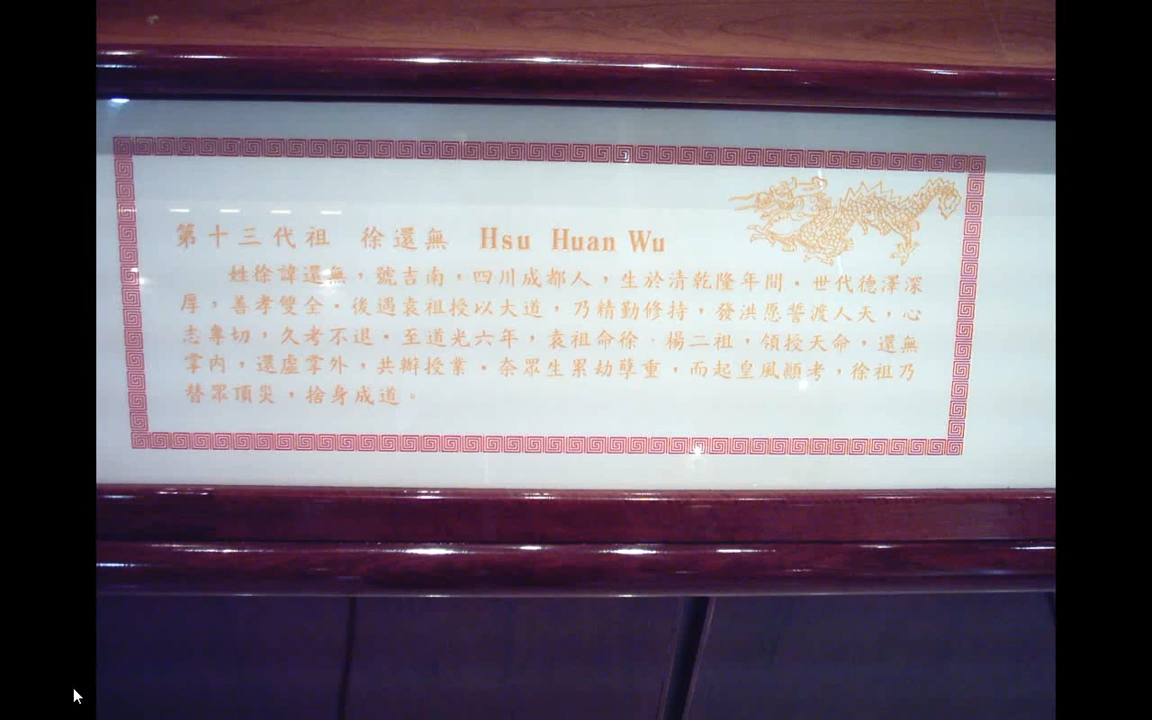 第十三代祖 徐還無 Hsu Huan Wu
姓徐諱還無，號吉南，四川成都人，生於清乾隆年間。世代德澤深
厚，善孝雙全。後遇袁祖授以大道，乃精勤修持，發洪愿誓渡人天，心
志專切，久考不退。至道光六年，袁祖命徐、楊二祖，領授天命，還無
掌內，還虛掌外，共辦授業。奈眾生累劫孽重，而起皇風顯考，徐祖乃
替眾頂災，捨身成道。